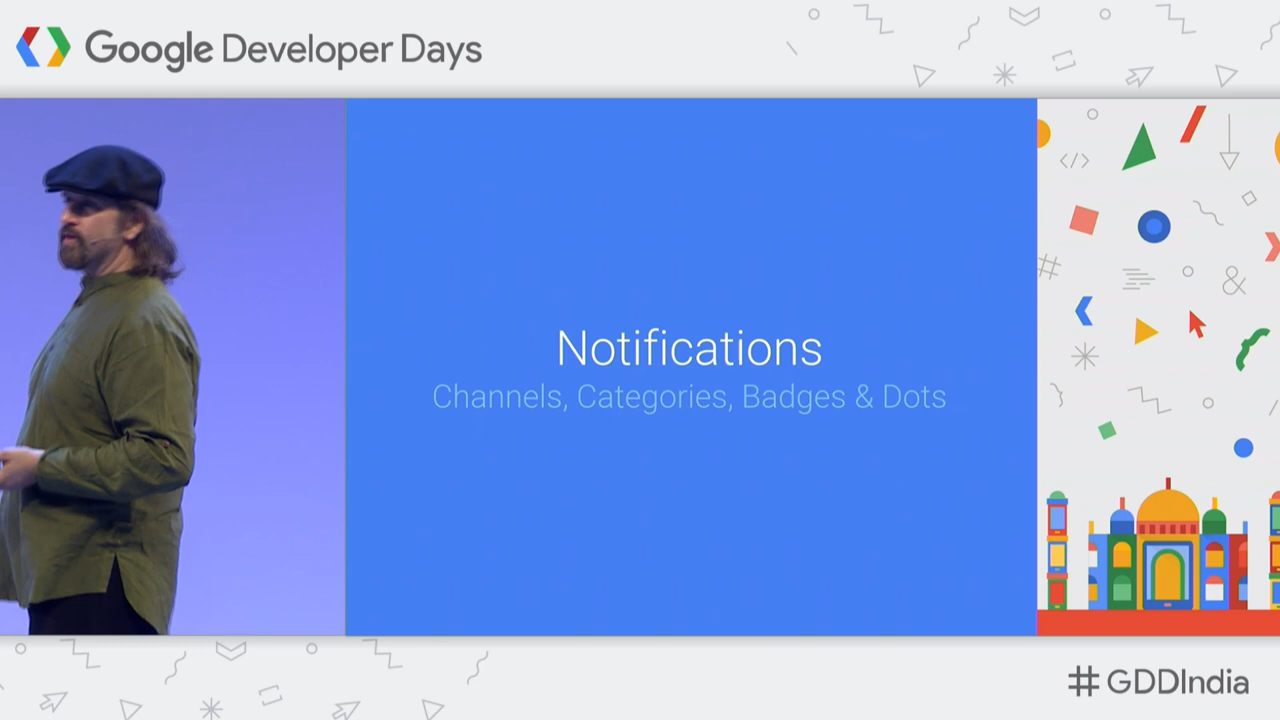 Google Developer Days
Notifications
Channels, Categories, Badges & Dots
#GDDIndia